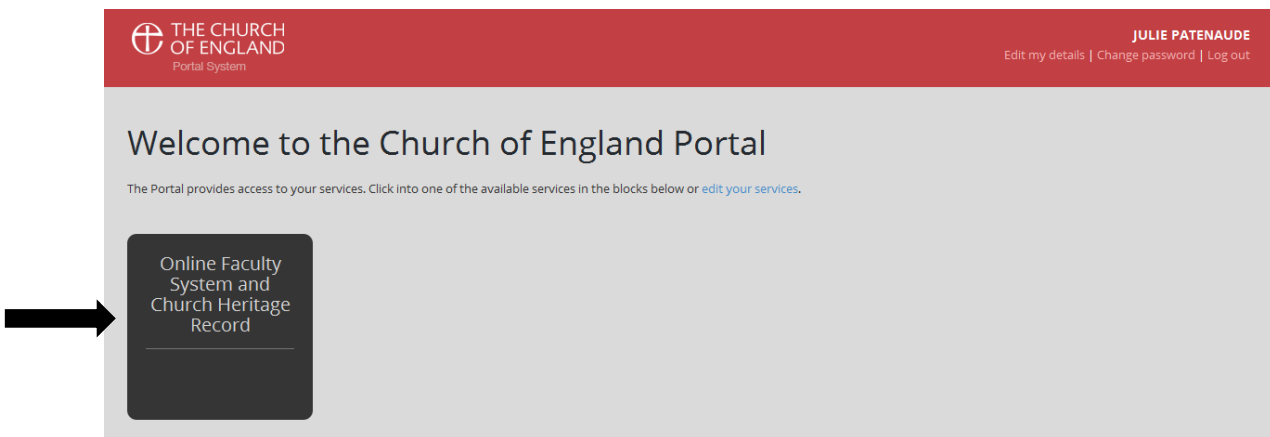 THE CHURCH
OF ENGLAND
Portal System
JULIE PATENAUDE
Edit my details | Change password | Log out
Welcome to the Church of England Portal
The Portal provides access to your services. Click into one of the available services in the blocks below or edit your services.
Online Faculty
System and
Church Heritage
Record